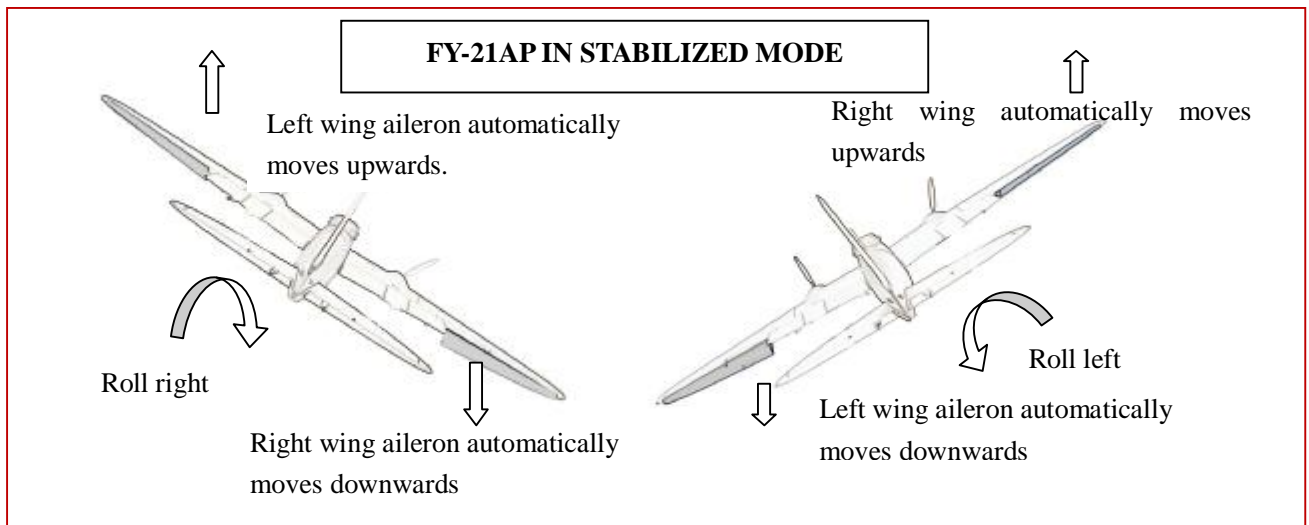 FY-21AP IN STABILIZED MODE
Left wing aileron automatically
moves upwards.
Right wing automatically moves
upwards
Roll right
Roll left
Right wing aileron automatically
moves downwards
Left wing aileron automatically
moves downwards